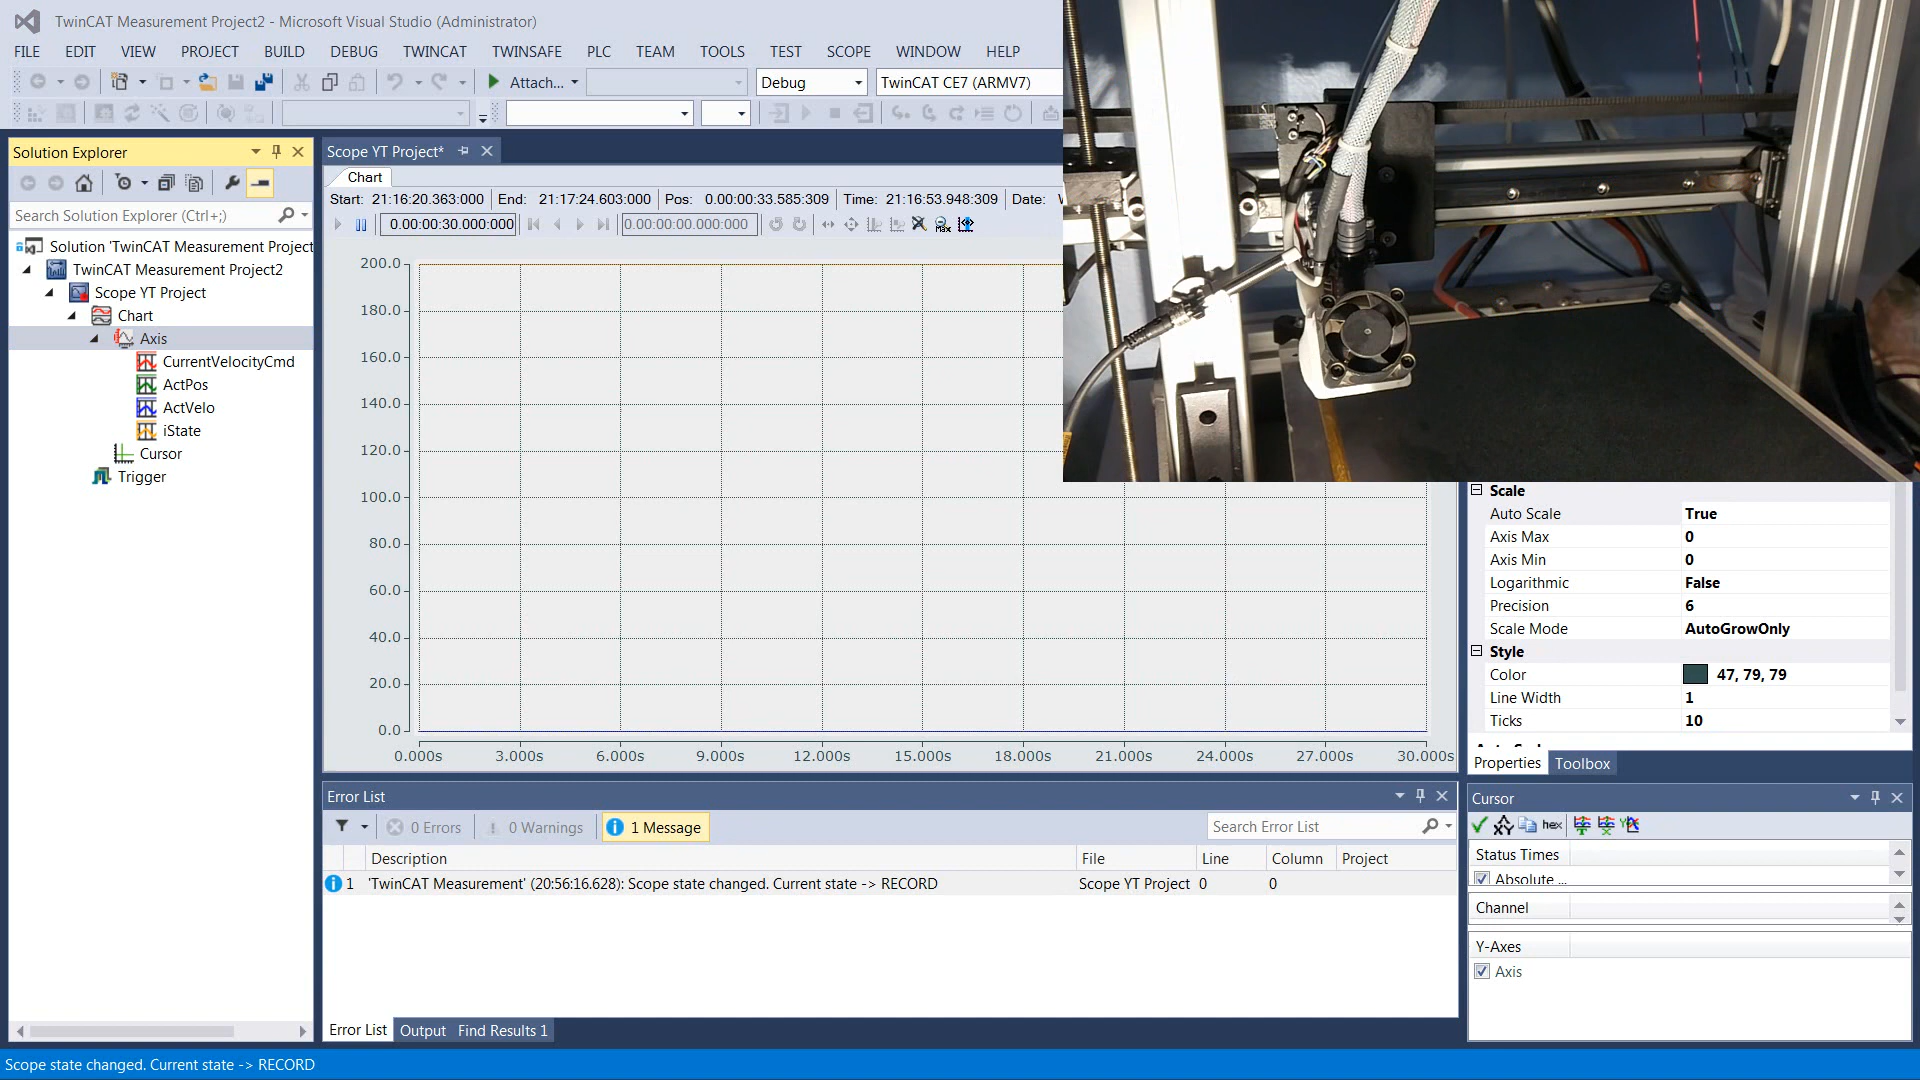 TwinCAT Measurement Project2 - Microsoft Visual Studio (Administrator)
FILE EDIT VIEW PROJECT BUILD DEBUG TWINCAT TWINSAFE PLC TEAM TOOLS TEST SCOPE WINDOW HELP
Attach... Debug TwinCAT CE7 (ARMV7)
Solution Explorer
Search Solution Explorer (Ctrl+;)
Solution 'TwinCAT Measurement Project
TwinCAT Measurement Project2
Scope YT Project
Chart
Axis
CurrentVelocityCmd
ActPos
ActVelo
iState
Cursor
Trigger
Scope YT Project*
Chart
Start: 21:16:20.363:000 End: 21:17:24.603:000 Pos: 0.00:00:33.585:309 Time: 21:16:53.948:309 Date:
0.00:00:30.000:000 0.00:00:00.000:000
200.0
180.0
160.0
140.0
120.0
100.0
80.0
60.0
40.0
20.0
0.0
0.000s 3.000s 6.000s 9.000s 12.000s 15.000s 18.000s 21.000s 24.000s 27.000s 30.000s
Scale
Auto Scale True
Axis Max 0
Axis Min 0
Logarithmic False
Precision 6
Scale Mode AutoGrowOnly
Style
Color 47, 79, 79
Line Width 1
Ticks 10
Properties Toolbox
Error List
0 Errors 0 Warnings 1 Message Search Error List
Description File Line Column Project
1 'TwinCAT Measurement' (20:56:16.628): Scope state changed. Current state -> RECORD Scope YT Project 0 0
Error List Output Find Results 1
Cursor
hex
Status Times
Absolute ...
Channel
Y-Axes
Axis
Scope state changed. Current state -> RECORD